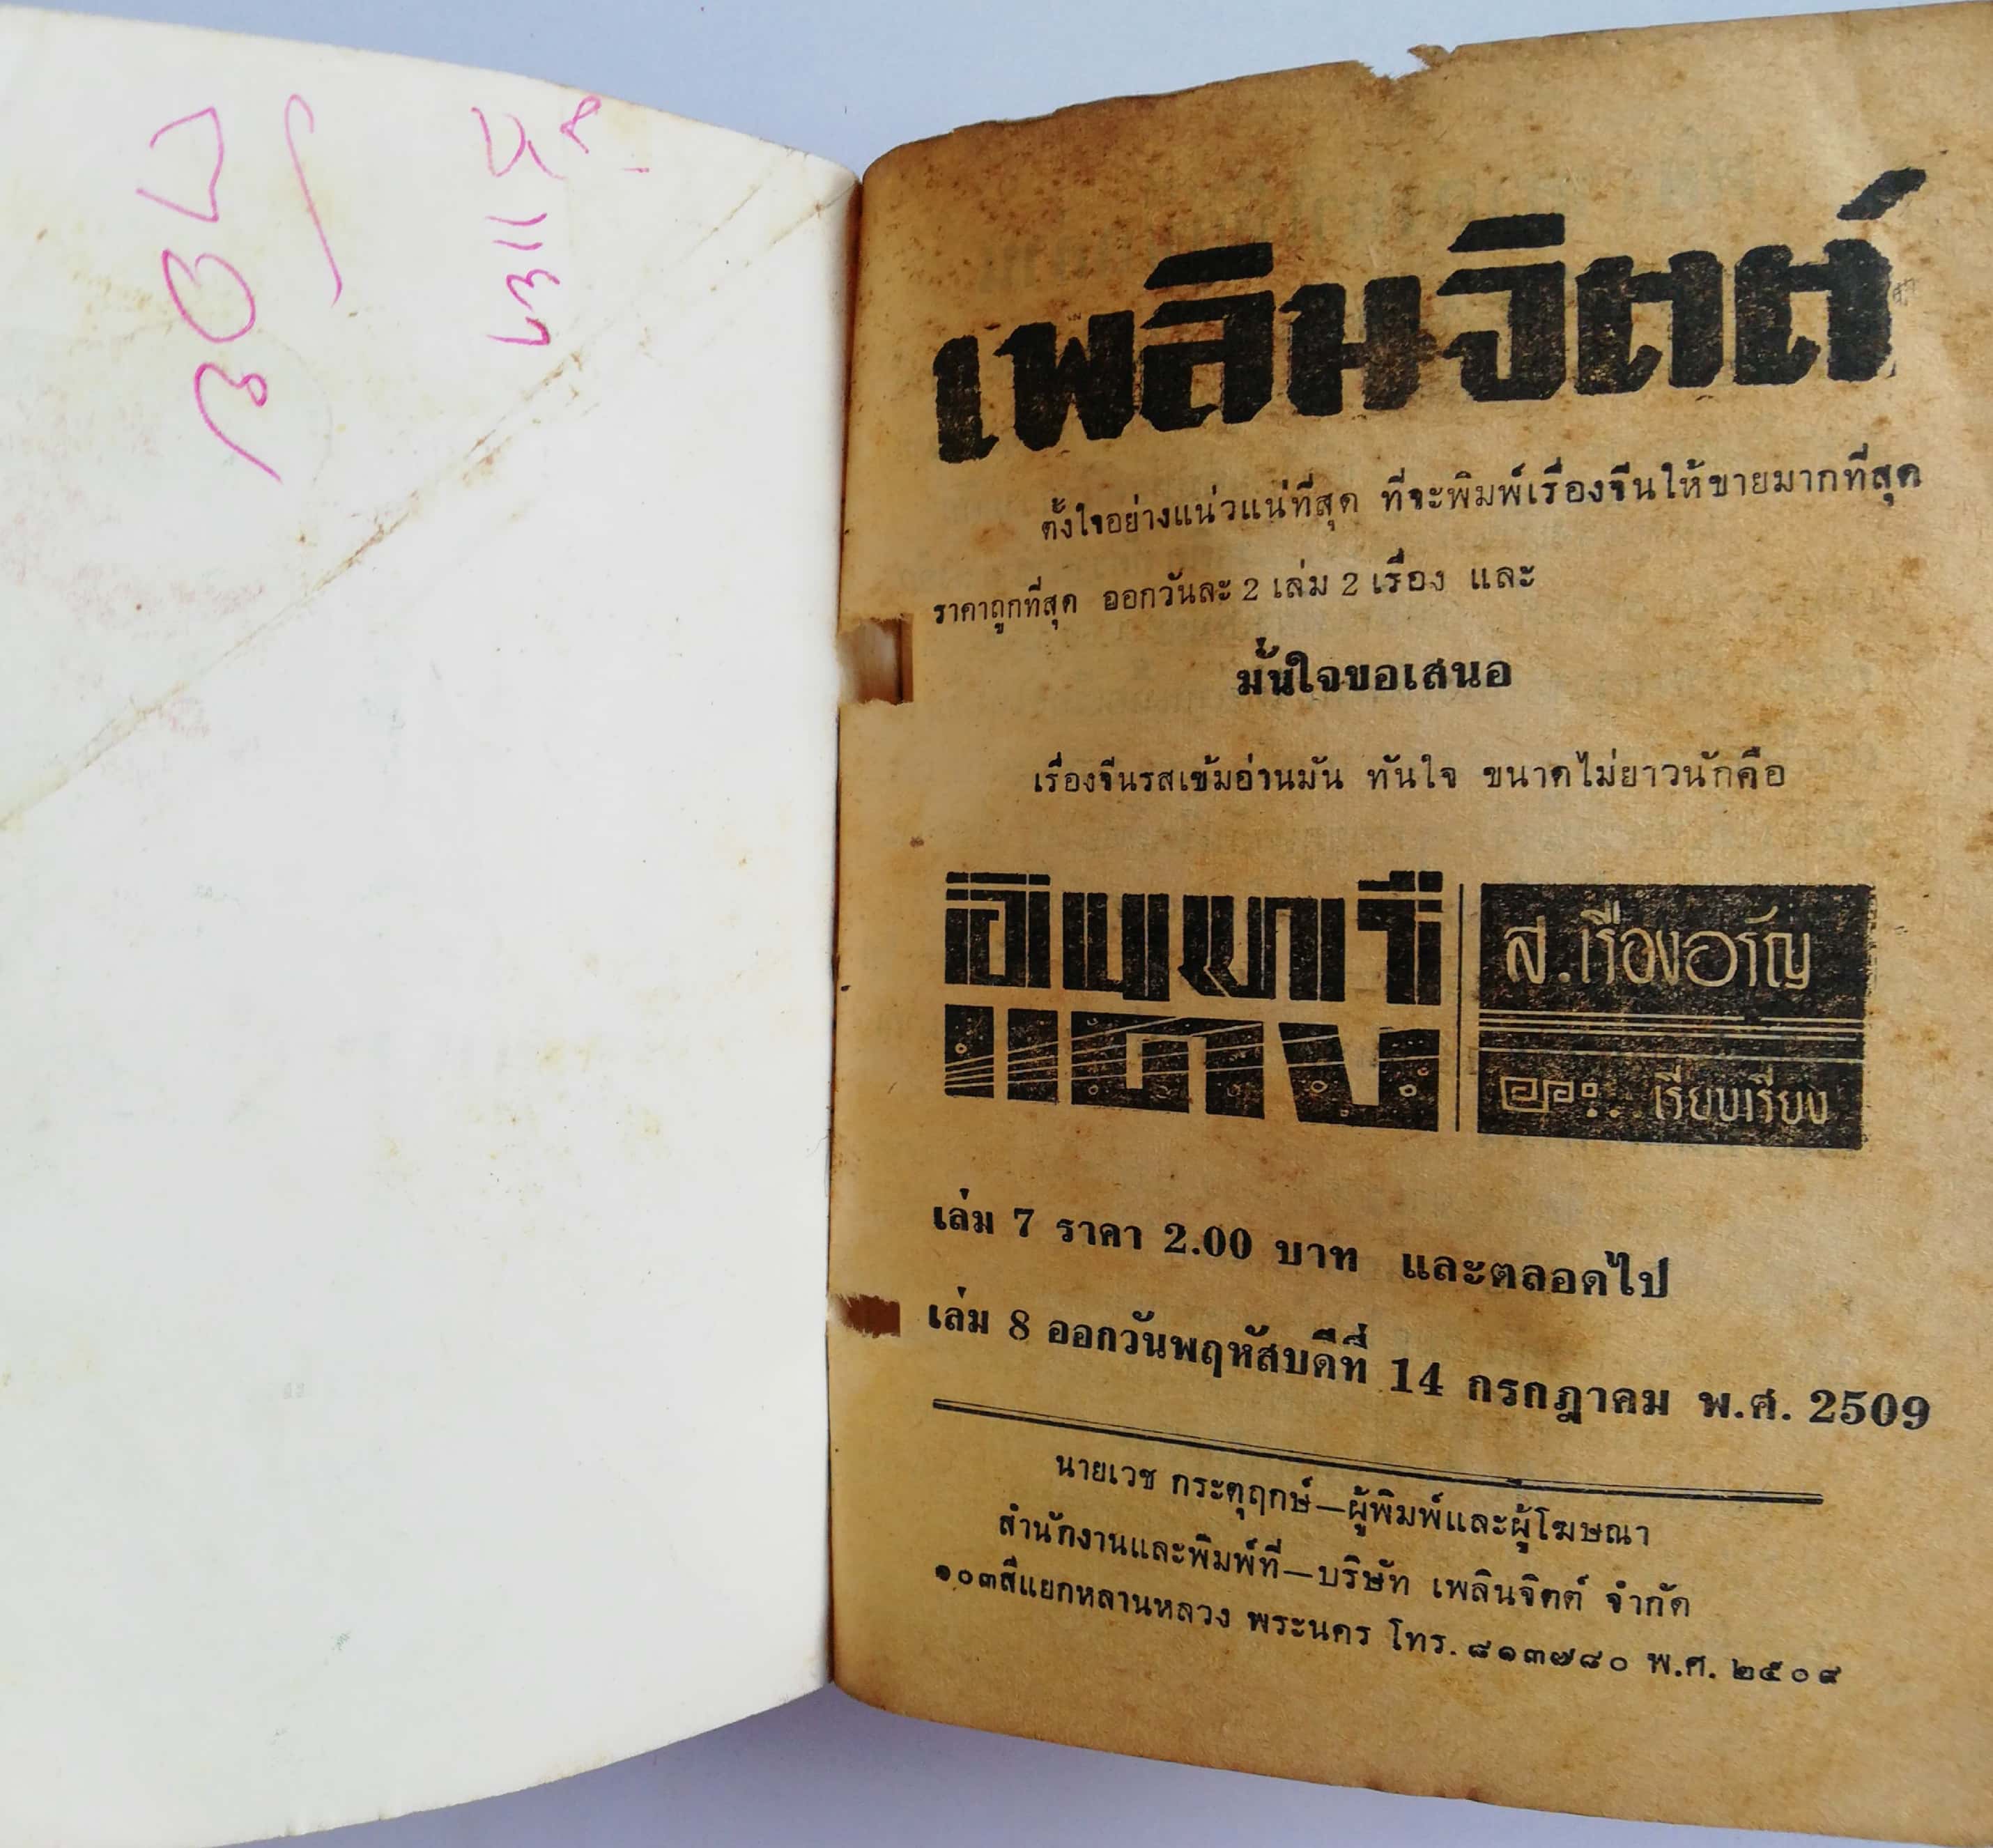 เพลินจิตต์
ตั้งใจอย่างแน่วแน่ที่สุด ที่จะพิมพ์เรื่องจีนให้ขายมากที่สุด
ราคาถูกที่สุด ออกวันละ 2 เล่ม 2 เรื่อง และ
มั่นใจขอเสนอ
เรื่องจีนรสเข้มอ่านมัน ทันใจ ขนาดไม่ยาวนักคือ
อินทรี
แดง
ส.เรืองอรัญ
เรียบเรียง
เล่ม 7 ราคา 2.00 บาท และตลอดไป
เล่ม 8 ออกวันพฤหัสบดีที่ 14 กรกฎาคม พ.ศ. 2509
นายเวช กระตุฤกษ์—ผู้พิมพ์และผู้โฆษณา
สำนักงานและพิมพ์ที่—บริษัท เพลินจิตต์ จำกัด
๑๐๓สี่แยกหลานหลวง พระนคร โทร. ๘๑๓๗๘๐ พ.ศ. ๒๕๐๙